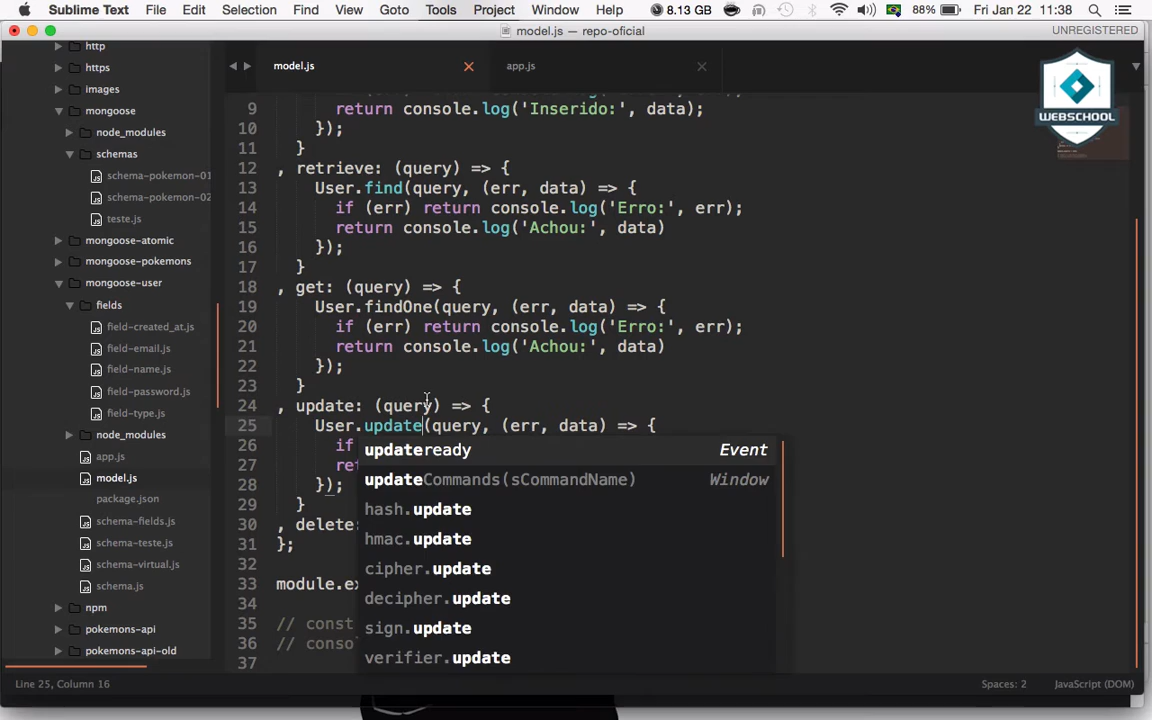 Sublime Text File Edit Selection Find View Goto Tools Project Window Help 8.13 GB 88% Fri Jan 22 11:38
model.js — repo-oficial UNREGISTERED
WEBSCHOOL
model.js app.js
http
https
images
mongoose
node_modules
schemas
schema-pokemon-01
schema-pokemon-02
teste.js
mongoose-atomic
mongoose-pokemons
mongoose-user
fields
field-created_at.js
field-email.js
field-name.js
field-password.js
field-type.js
node_modules
app.js
model.js
package.json
schema-fields.js
schema-teste.js
schema-virtual.js
schema.js
npm
pokemons-api
pokemons-api-old
9 return console.log('Inserido:', data);
10 });
11 }
12 , retrieve: (query) => {
13 User.find(query, (err, data) => {
14 if (err) return console.log('Erro:', err);
15 return console.log('Achou:', data)
16 });
17 }
18 , get: (query) => {
19 User.findOne(query, (err, data) => {
20 if (err) return console.log('Erro:', err);
21 return console.log('Achou:', data)
22 });
23 }
24 , update: (query) => {
25 User.update(query, (err, data) => {
26 if
27 re
28 });
29 }
30 , delete:
31 };
32
33 module.ex
34
35 // const
36 // conso
37
updateready Event
updateCommands(sCommandName) Window
hash.update
hmac.update
cipher.update
decipher.update
sign.update
verifier.update
Line 25, Column 16 Spaces: 2 JavaScript (DOM)